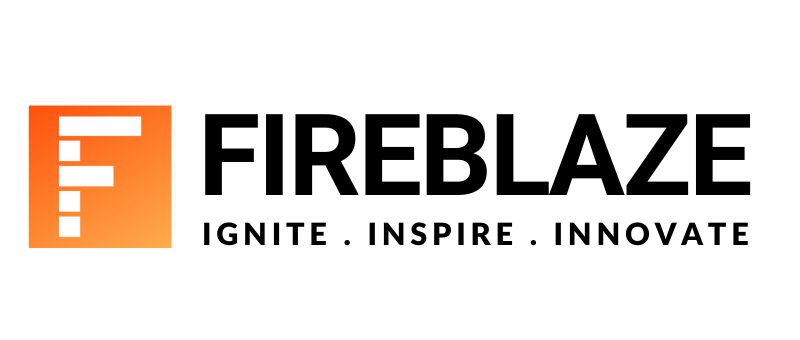 F
FIREBLAZE
IGNITE . INSPIRE . INNOVATE